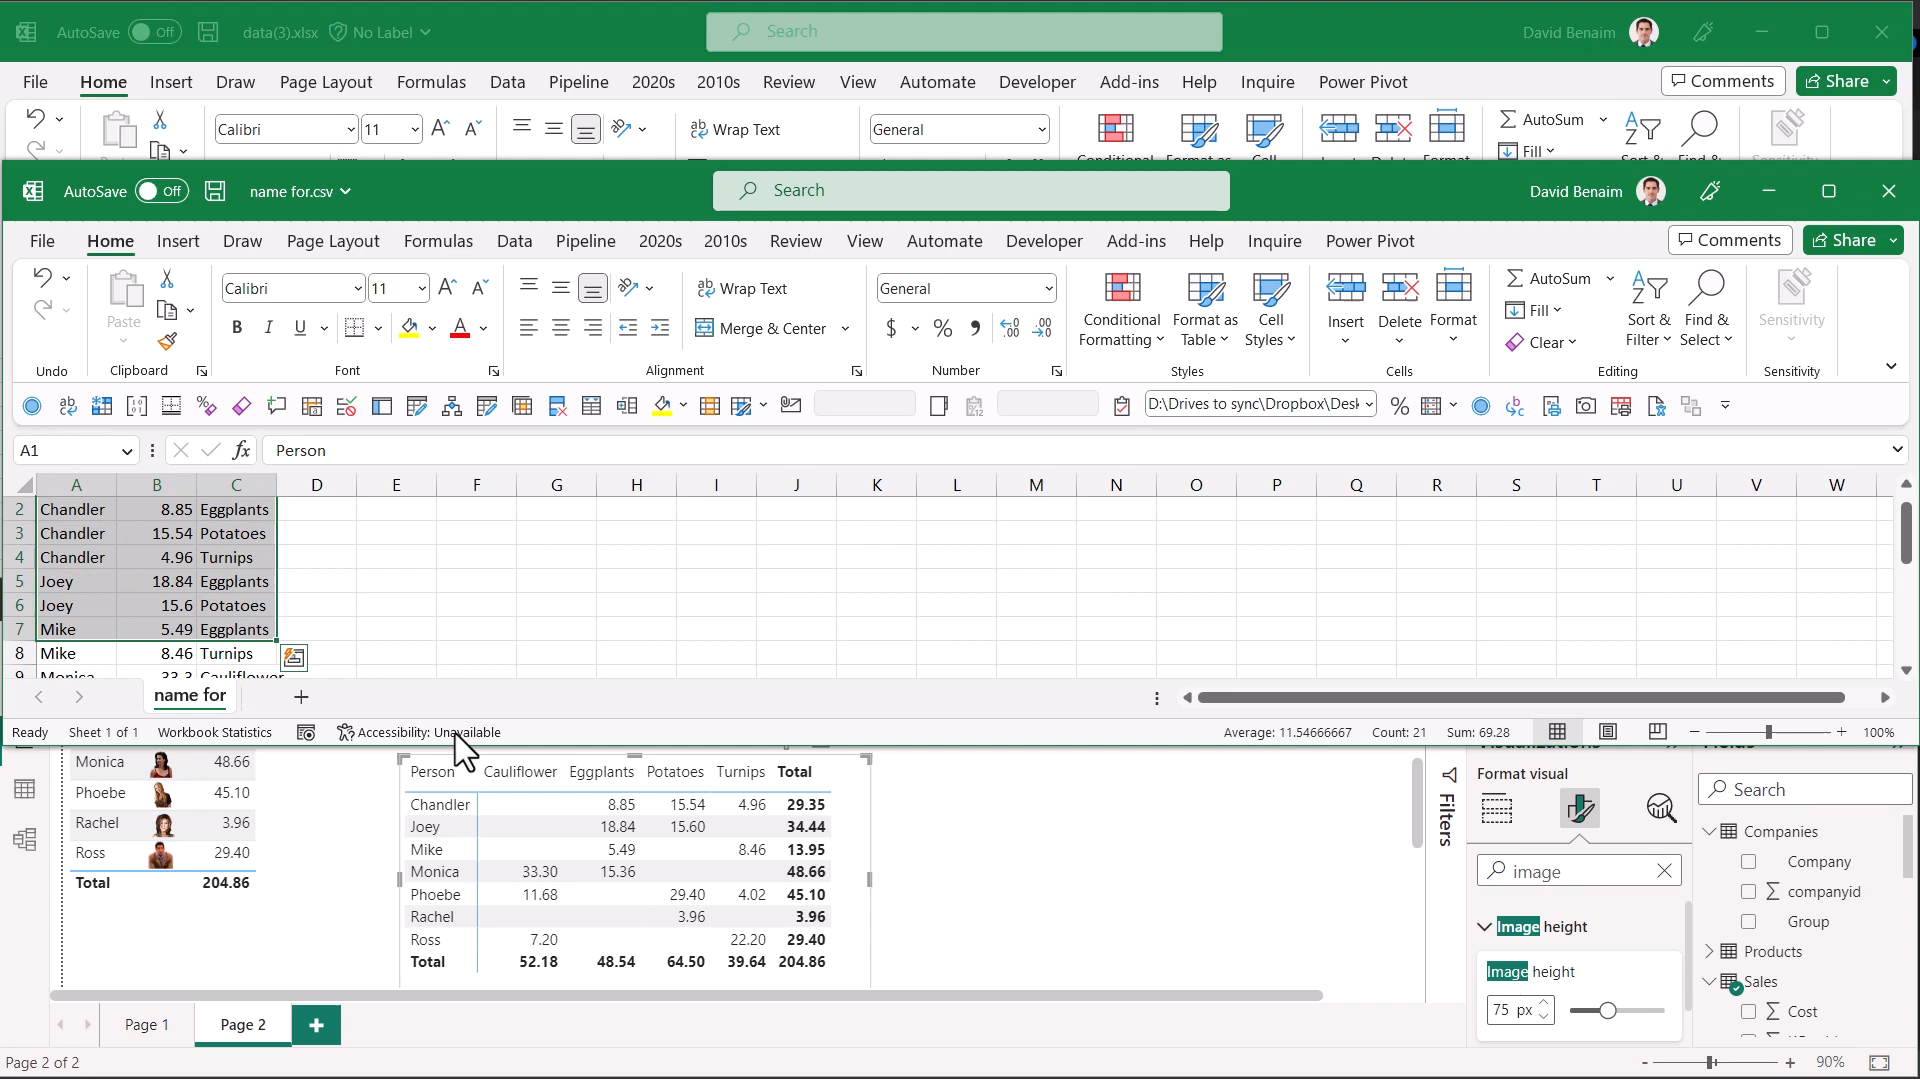 AutoSave Off data(3).xlsx No Label Search David Benaim
File Home Insert Draw Page Layout Formulas Data Pipeline 2020s 2010s Review View Automate Developer Add-ins Help Inquire Power Pivot Comments Share
Calibri 11 Wrap Text General AutoSum
Fill
AutoSave Off name for.csv Search David Benaim
File Home Insert Draw Page Layout Formulas Data Pipeline 2020s 2010s Review View Automate Developer Add-ins Help Inquire Power Pivot Comments Share
Calibri 11 Wrap Text General AutoSum
Paste B I U Merge & Center $ % Conditional Formatting Format as Table Cell Styles Insert Delete Format Fill Clear Sort & Filter Find & Select Sensitivity
Undo Clipboard Font Alignment Number Styles Cells Editing Sensitivity
D:\Drives to sync\Dropbox\Desk
A1 fx Person
A B C D E F G H I J K L M N O P Q R S T U V W
2 Chandler 8.85 Eggplants
3 Chandler 15.54 Potatoes
4 Chandler 4.96 Turnips
5 Joey 18.84 Eggplants
6 Joey 15.6 Potatoes
7 Mike 5.49 Eggplants
8 Mike 8.46 Turnips
9 Monica 33.3 Cauliflower
name for
Ready Sheet 1 of 1 Workbook Statistics Accessibility: Unavailable Average: 11.54666667 Count: 21 Sum: 69.28 100%
Monica 48.66
Phoebe 45.10
Rachel 3.96
Ross 29.40
Total 204.86
Person Cauliflower Eggplants Potatoes Turnips Total
Chandler 8.85 15.54 4.96 29.35
Joey 18.84 15.60 34.44
Mike 5.49 8.46 13.95
Monica 33.30 15.36 48.66
Phoebe 11.68 29.40 4.02 45.10
Rachel 3.96 3.96
Ross 7.20 22.20 29.40
Total 52.18 48.54 64.50 39.64 204.86
Filters
Format visual
image
Image height
Image height
75 px
Search
Companies
Company
companyid
Group
Products
Sales
Cost
Page 1 Page 2
Page 2 of 2 90%